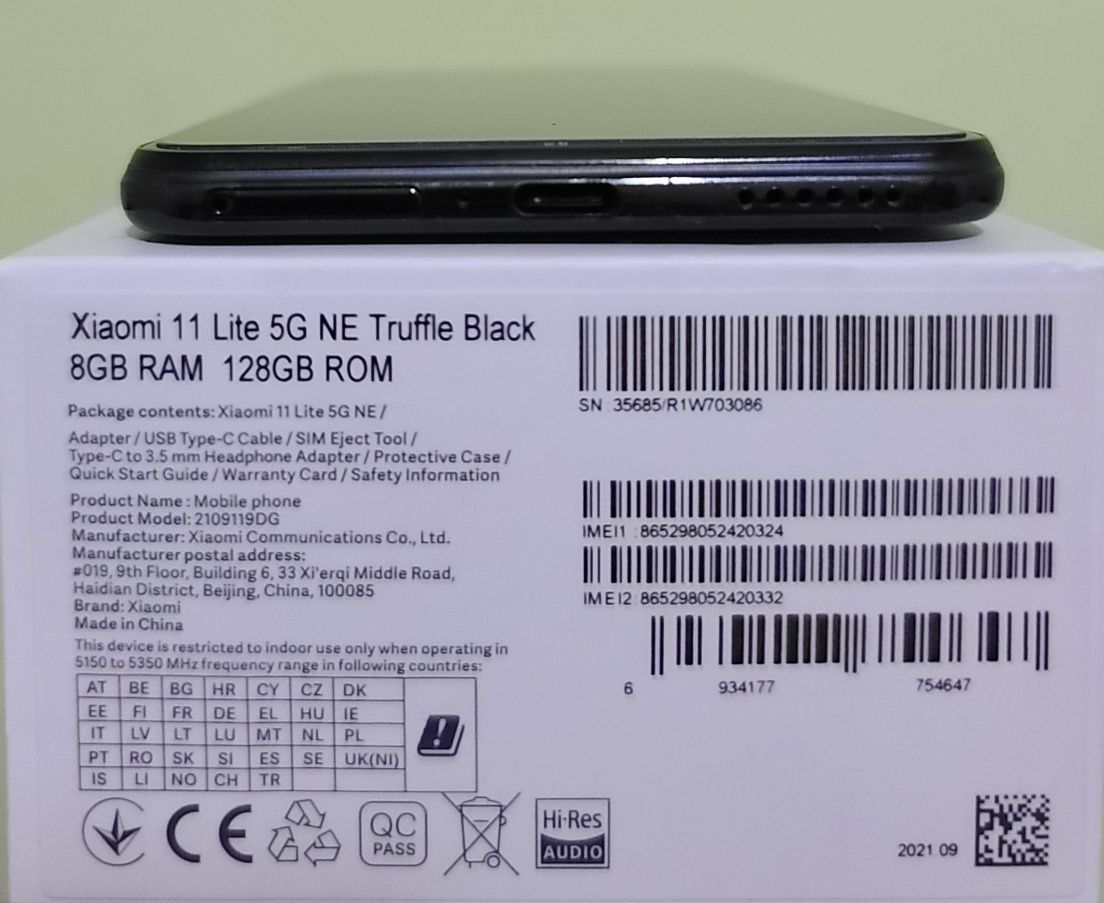 Xiaomi 11 Lite 5G NE Truffle Black
8GB RAM 128GB ROM
Package contents: Xiaomi 11 Lite 5G NE /
Adapter / USB Type-C Cable / SIM Eject Tool /
Type-C to 3.5 mm Headphone Adapter / Protective Case /
Quick Start Guide / Warranty Card / Safety Information
Product Name : Mobile phone
Product Model: 2109119DG
Manufacturer: Xiaomi Communications Co., Ltd.
Manufacturer postal address:
#019, 9th Floor, Building 6, 33 Xi'erqi Middle Road,
Haidian District, Beijing, China, 100085
Brand: Xiaomi
Made in China
This device is restricted to indoor use only when operating in
5150 to 5350 MHz frequency range in following countries:
AT BE BG HR CY CZ DK
EE FI FR DE EL HU IE
IT LV LT LU MT NL PL
PT RO SK SI ES SE UK(NI)
IS LI NO CH TR
CE
QC
PASS
Hi-Res
AUDIO
SN : 35685/R1W703086
IMEI1 : 865298052420324
IMEI2 : 865298052420332
6 934177 754647
2021 09